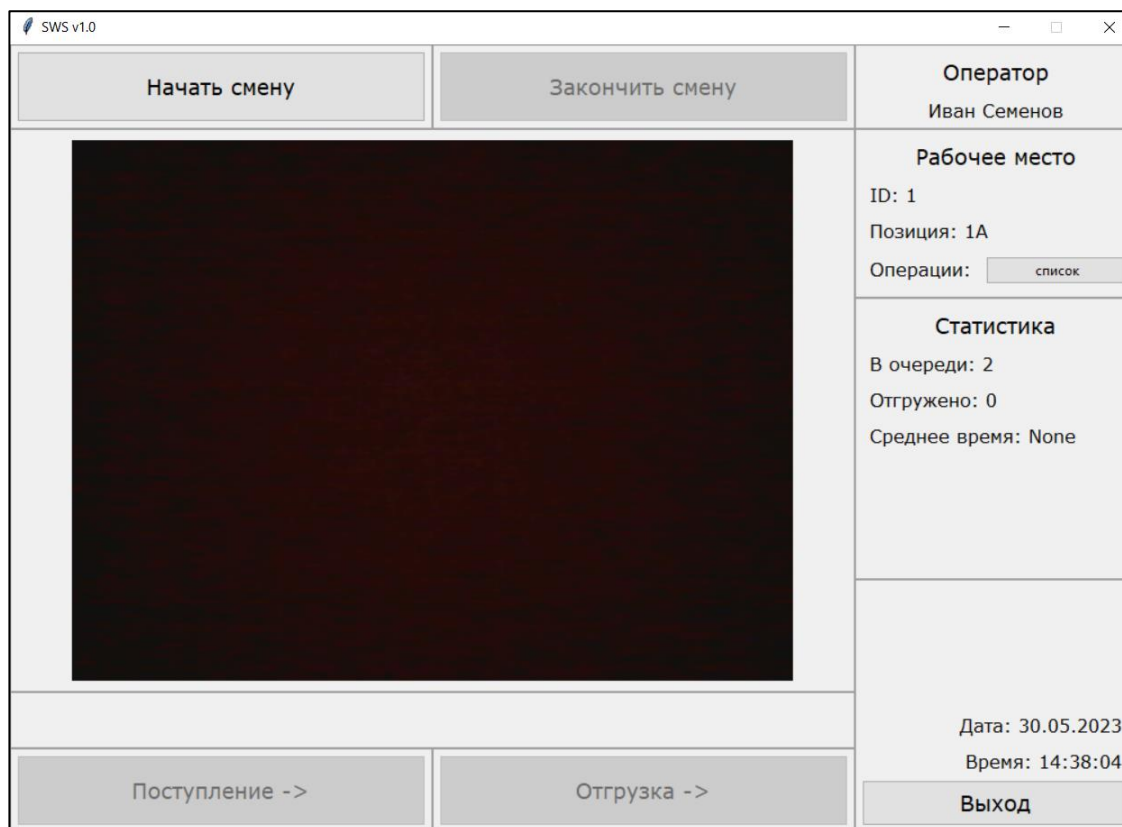 SWS v1.0
Начать смену
Закончить смену
Оператор
Иван Семенов
Рабочее место
ID: 1
Позиция: 1А
Операции: список
Статистика
В очереди: 2
Отгружено: 0
Среднее время: None
Дата: 30.05.2023
Время: 14:38:04
Поступление ->
Отгрузка ->
Выход